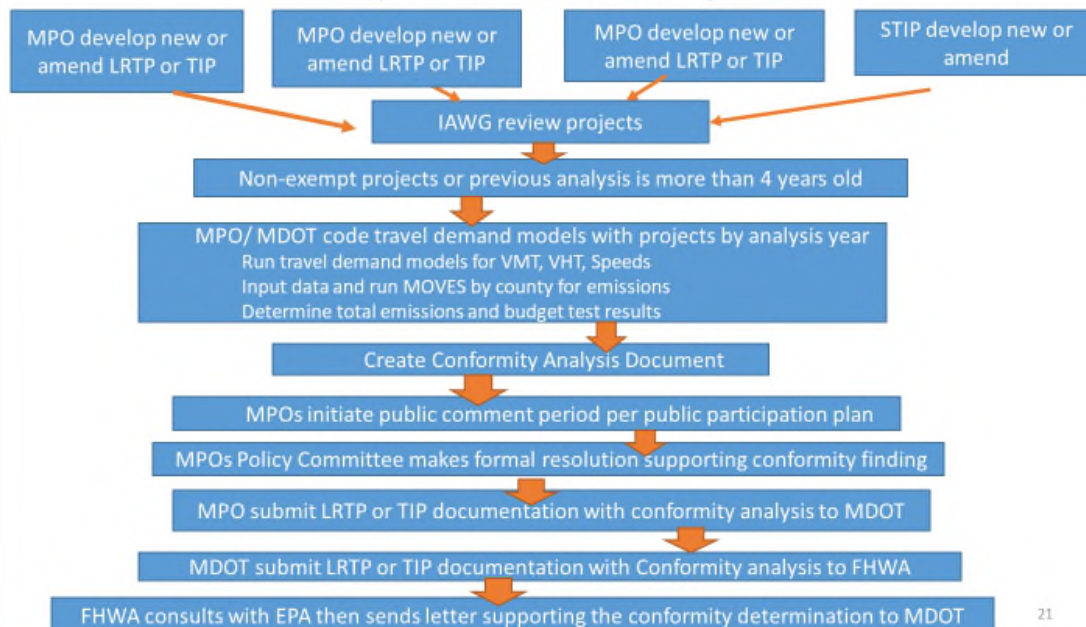 MPO develop new or
amend LRTP or TIP
MPO develop new or
amend LRTP or TIP
MPO develop new or
amend LRTP or TIP
STIP develop new or
amend
IAWG review projects
Non-exempt projects or previous analysis is more than 4 years old
MPO/ MDOT code travel demand models with projects by analysis year
Run travel demand models for VMT, VHT, Speeds
Input data and run MOVES by county for emissions
Determine total emissions and budget test results
Create Conformity Analysis Document
MPOs initiate public comment period per public participation plan
MPOs Policy Committee makes formal resolution supporting conformity finding
MPO submit LRTP or TIP documentation with conformity analysis to MDOT
MDOT submit LRTP or TIP documentation with Conformity analysis to FHWA
FHWA consults with EPA then sends letter supporting the conformity determination to MDOT
21